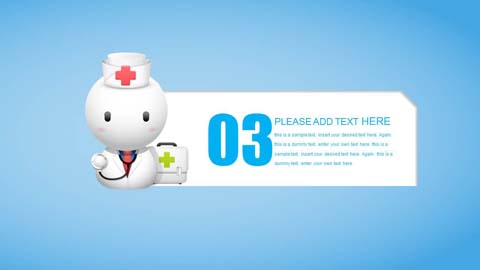 03
PLEASE ADD TEXT HERE
this is a sample text. insert your desired text here. Again.
this is a dummy text. enter your own text here. this is a
sample text. insert your desired text here. Again. this is a
dummy text. enter your own text here.